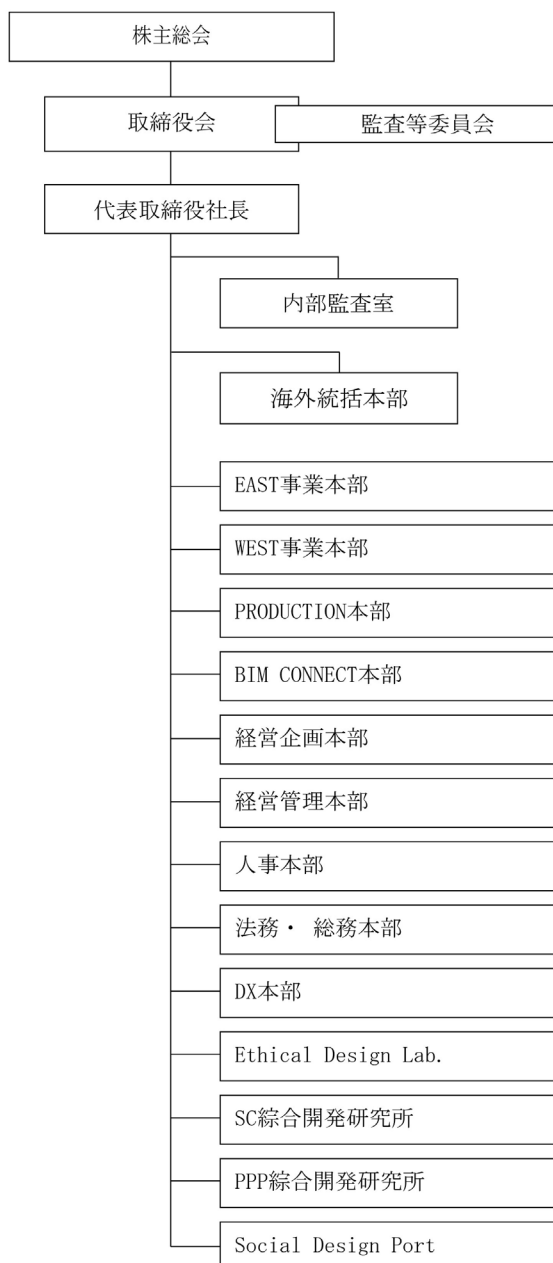 株主総会
取締役会
監査等委員会
代表取締役社長
内部監査室
海外統括本部
EAST事業本部
WEST事業本部
PRODUCTION本部
BIM CONNECT本部
経営企画本部
経営管理本部
人事本部
法務・ 総務本部
DX本部
Ethical Design Lab.
SC綜合開発研究所
PPP綜合開発研究所
Social Design Port